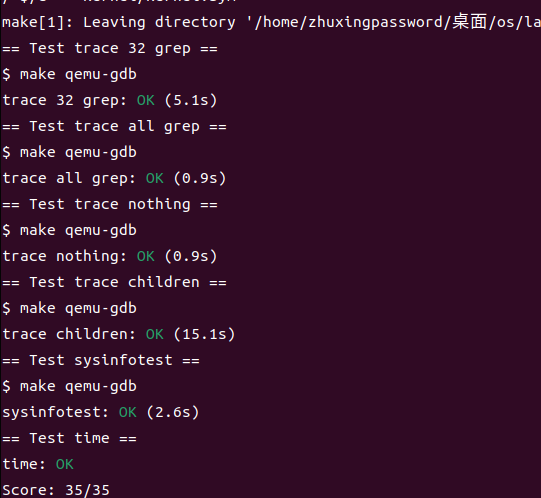 make[1]: Leaving directory '/home/zhuxingpassword/桌面/os/la
== Test trace 32 grep ==
$ make qemu-gdb
trace 32 grep: OK (5.1s)
== Test trace all grep ==
$ make qemu-gdb
trace all grep: OK (0.9s)
== Test trace nothing ==
$ make qemu-gdb
trace nothing: OK (0.9s)
== Test trace children ==
$ make qemu-gdb
trace children: OK (15.1s)
== Test sysinfotest ==
$ make qemu-gdb
sysinfotest: OK (2.6s)
== Test time ==
time: OK
Score: 35/35